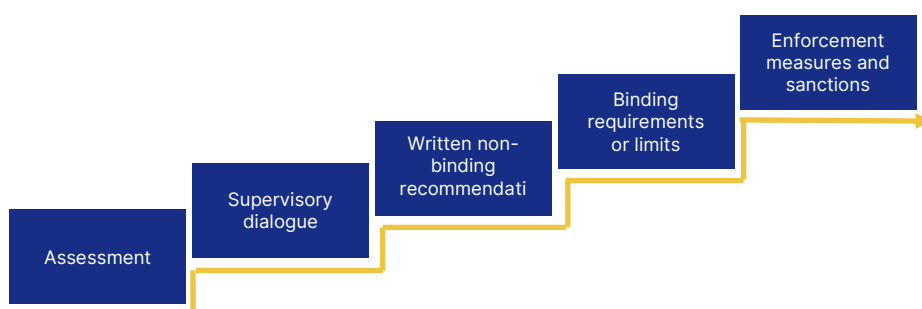 Assessment
Supervisory
dialogue
Written non-
binding
recommendati
Binding
requirements
or limits
Enforcement
measures and
sanctions